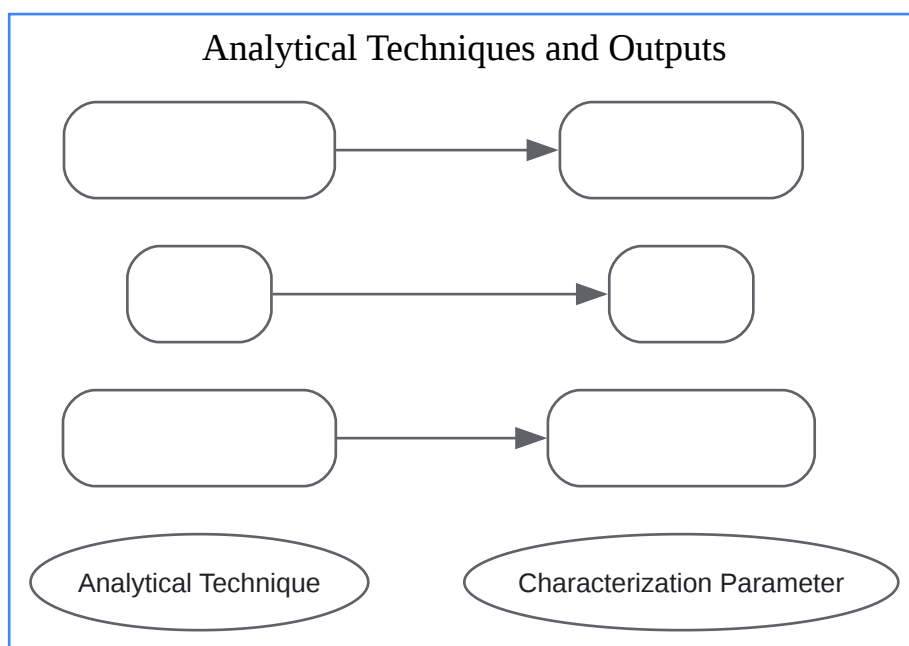 Analytical Techniques and Outputs
Analytical Technique
Characterization Parameter